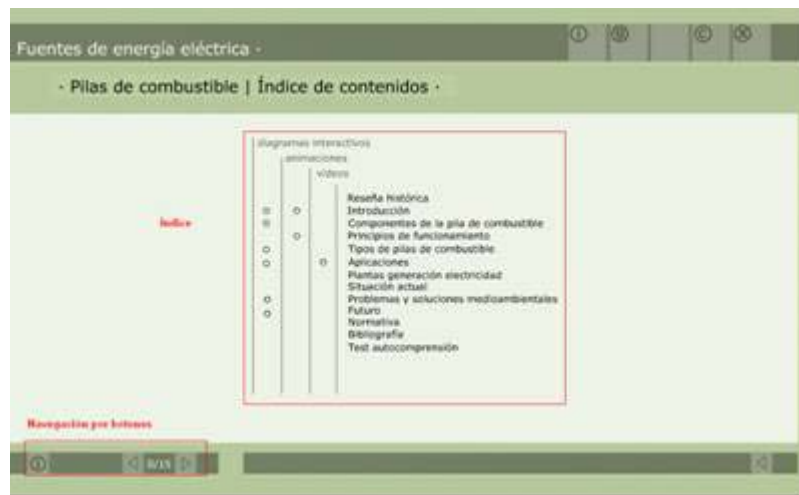 Fuentes de energía eléctrica ·
· Pilas de combustible | Índice de contenidos ·
diagramas interactivos
animaciones
vídeos
Reseña histórica
Introducción
Componentes de la pila de combustible
Principios de funcionamiento
Tipos de pilas de combustible
Aplicaciones
Plantas generación electricidad
Situación actual
Problemas y soluciones medioambientales
Futuro
Normativa
Bibliografía
Test autocomprensión
Índice
Navegación por botones